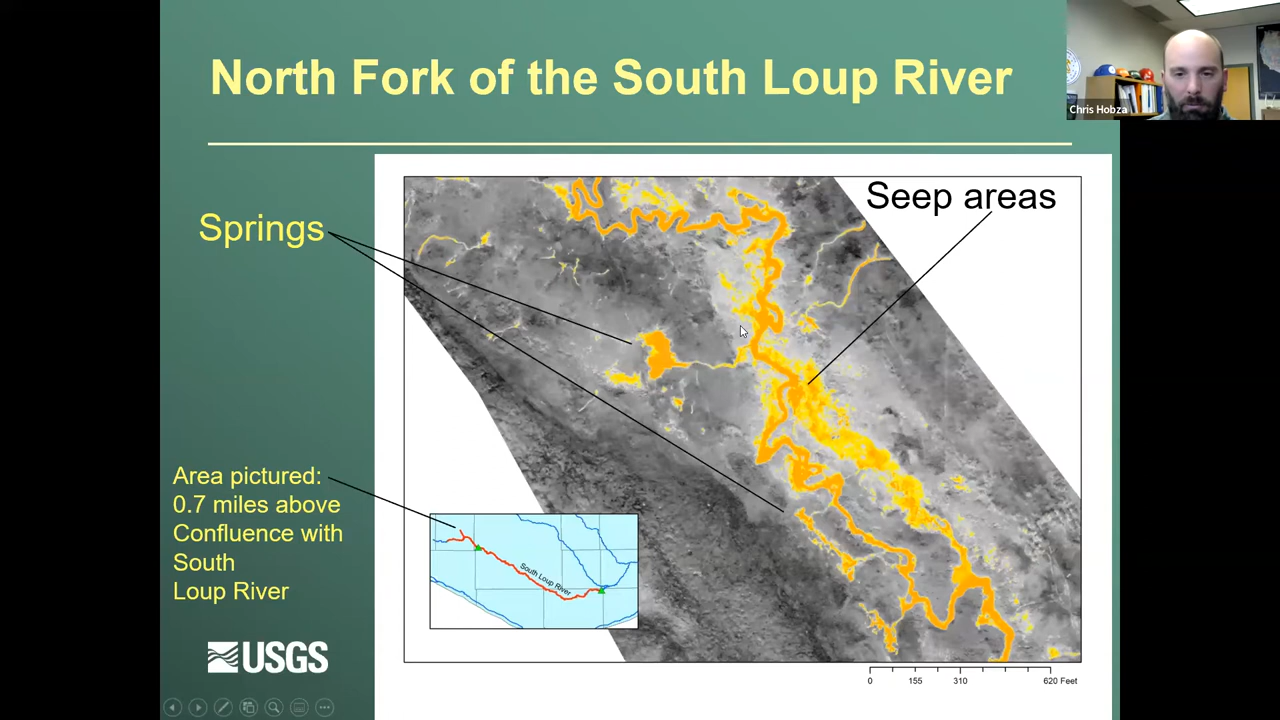 North Fork of the South Loup River
Chris Hobza
Springs
Seep areas
Area pictured:
0.7 miles above
Confluence with
South
Loup River
South Loup River
0 155 310 620 Feet
USGS